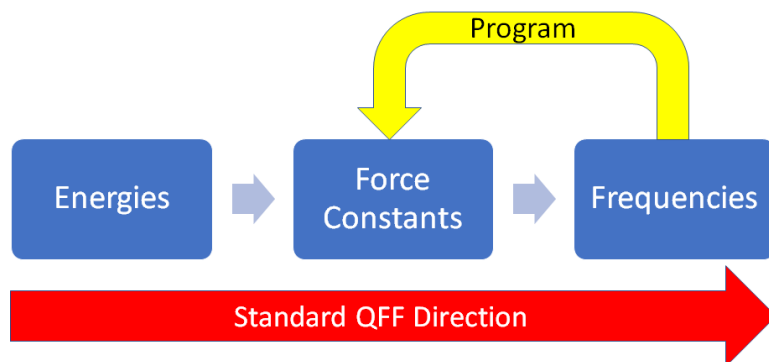 Program
Energies
Force
Constants
Frequencies
Standard QFF Direction